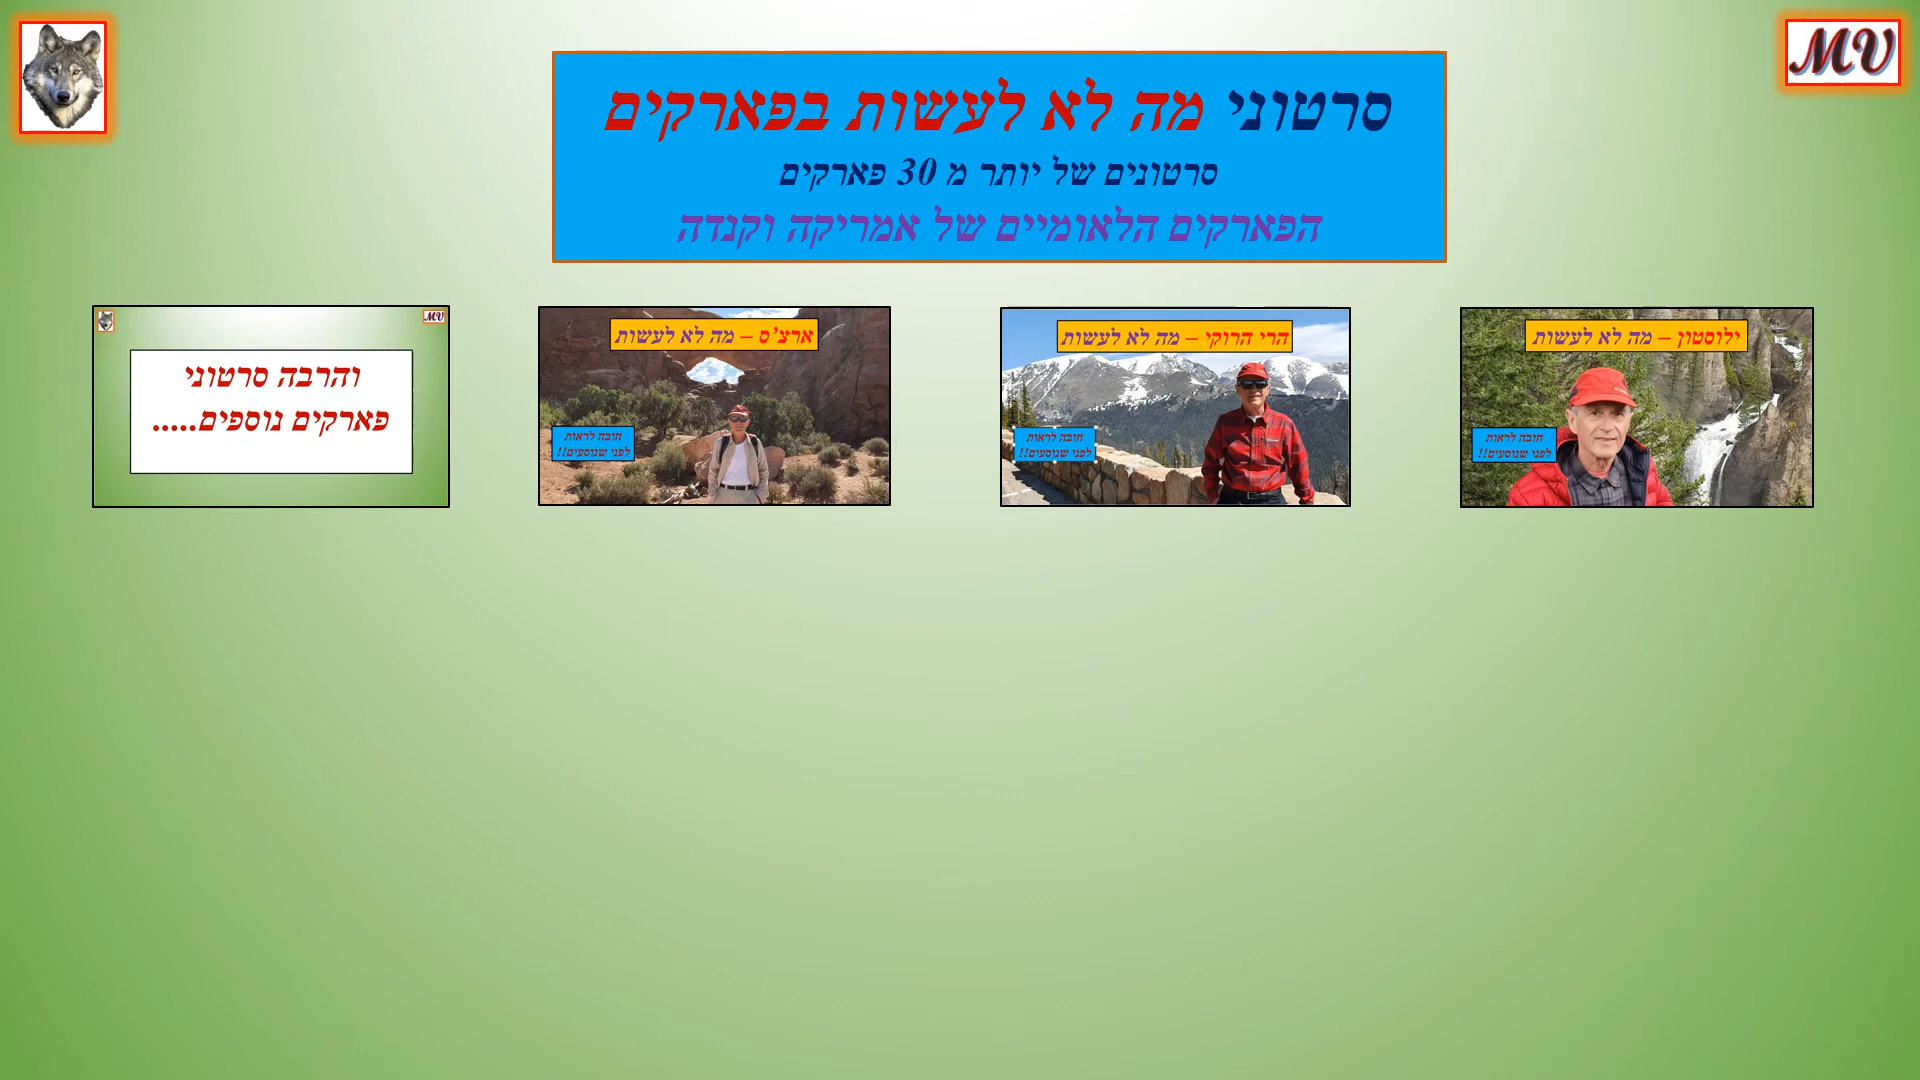 MV
סרטוני מה לא לעשות בפארקים
סרטונים של יותר מ 30 פארקים
הפארקים הלאומיים של אמריקה וקנדה
ילוסטון – מה לא לעשות
חובה לראות
לפני שנוסעים!!
הרי הרוקי – מה לא לעשות
חובה לראות
לפני שנוסעים!!
ארצ'ס – מה לא לעשות
חובה לראות
לפני שנוסעים!!
MV
והרבה סרטוני
פארקים נוספים.....